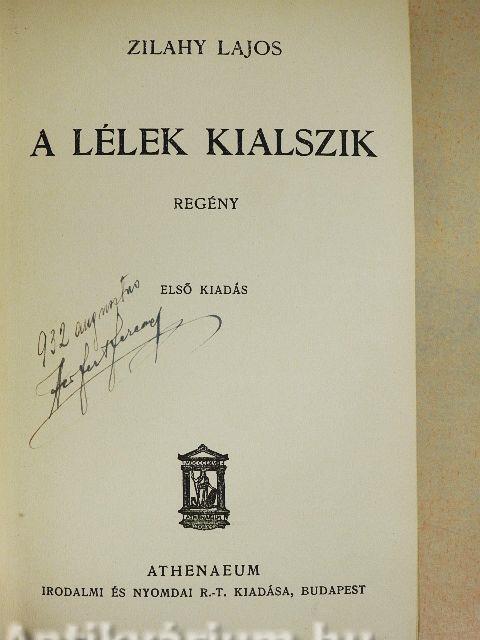 ZILAHY LAJOS
A LÉLEK KIALSZIK
REGÉNY
ELSŐ KIADÁS
932 augusztus
ATHENAEUM
IRODALMI ÉS NYOMDAI R.-T. KIADÁSA, BUDAPEST
Antikvárium.hu